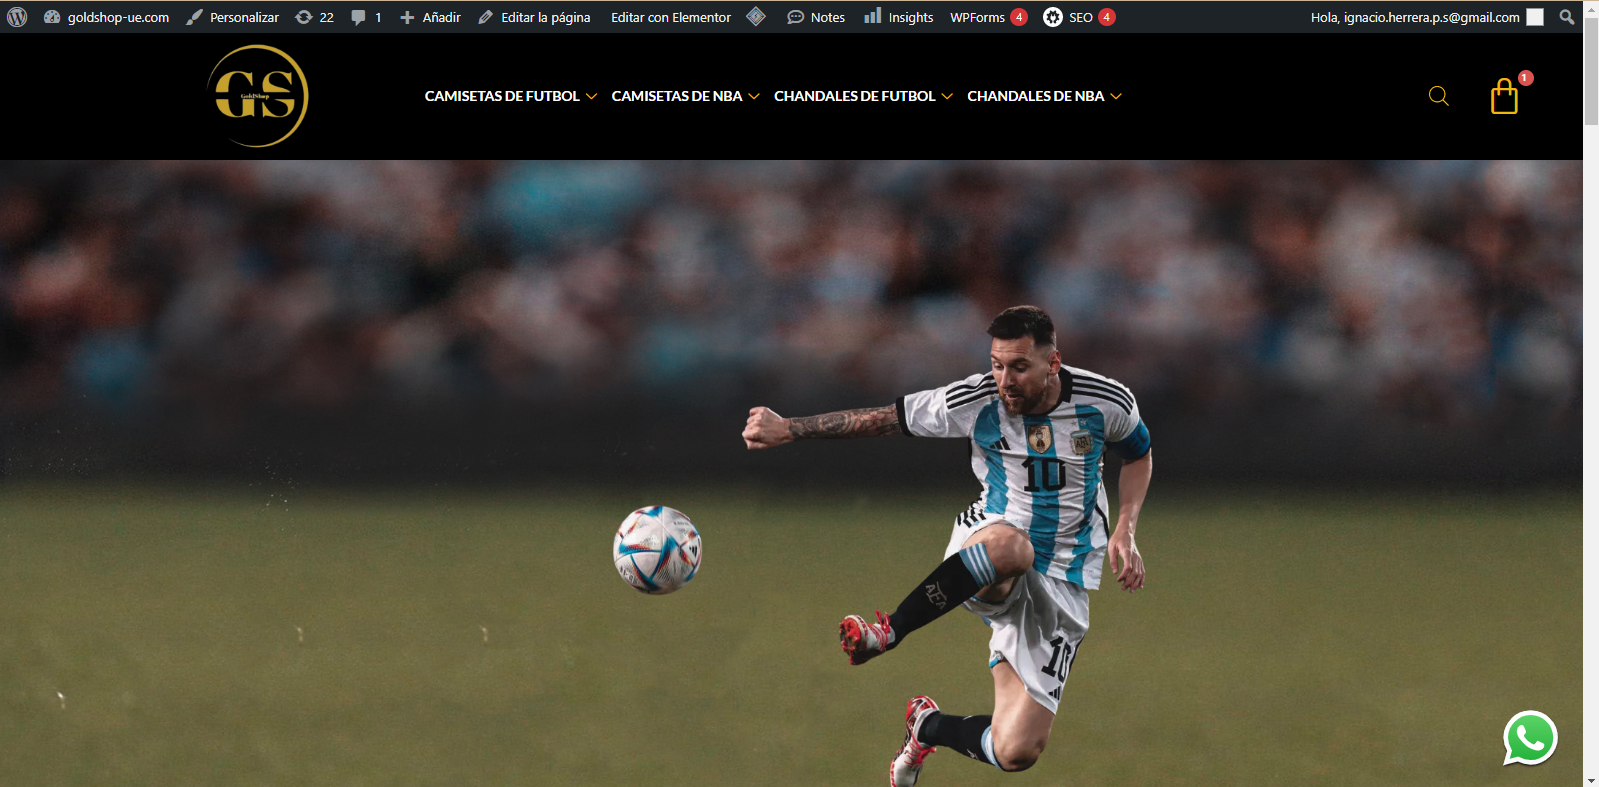 goldshop-ue.com Personalizar 22 1 Añadir Editar la página Editar con Elementor Notes Insights WPForms 4 SEO 4 Hola, ignacio.herrera.p.s@gmail.com
GS
GoldShop
CAMISETAS DE FUTBOL CAMISETAS DE NBA CHANDALES DE FUTBOL CHANDALES DE NBA 1
AFA
10
AFA
10